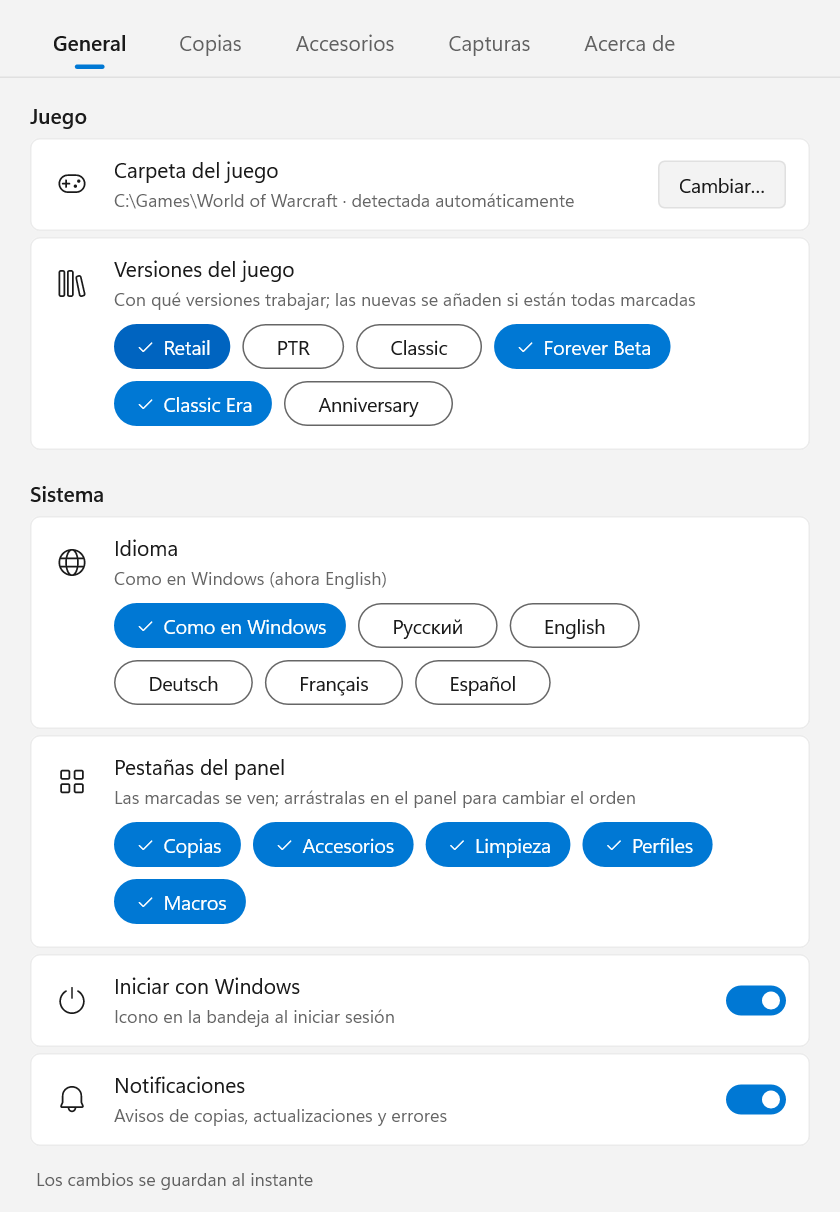 General Copias Accesorios Capturas Acerca de
Juego
Carpeta del juego
C:\Games\World of Warcraft · detectada automáticamente
Cambiar...
Versiones del juego
Con qué versiones trabajar; las nuevas se añaden si están todas marcadas
Retail PTR Classic Forever Beta
Classic Era Anniversary
Sistema
Idioma
Como en Windows (ahora English)
Como en Windows Русский English
Deutsch Français Español
Pestañas del panel
Las marcadas se ven; arrástralas en el panel para cambiar el orden
Copias Accesorios Limpieza Perfiles
Macros
Iniciar con Windows
Icono en la bandeja al iniciar sesión
Notificaciones
Avisos de copias, actualizaciones y errores
Los cambios se guardan al instante